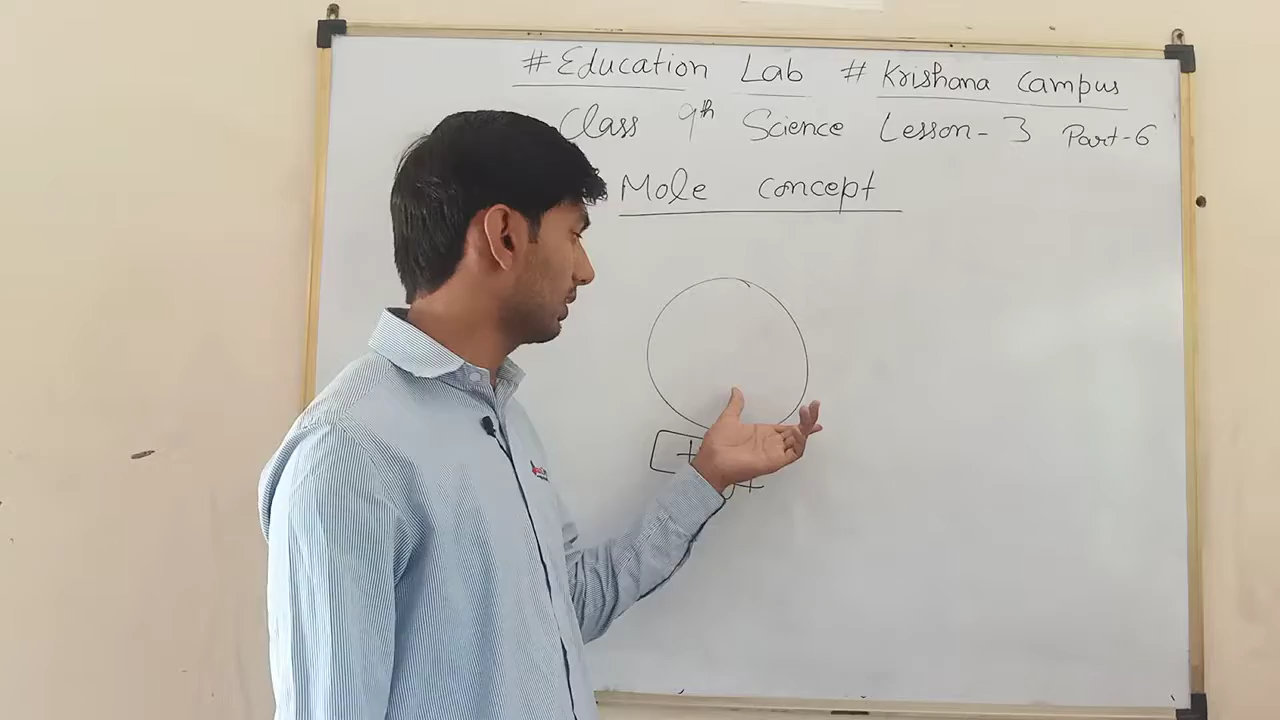 # Education Lab # Krishana campus
Class 9th Science Lesson-3 Part-6
Mole concept
+
+